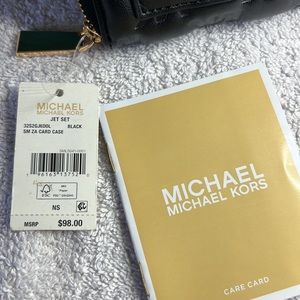 MICHAEL
MICHAEL KORS
JET SET
BLACK
SM ZA CARD CASE
FSC
NS
MSRP $98.00
MICHAEL
MICHAEL KORS
CARE CARD